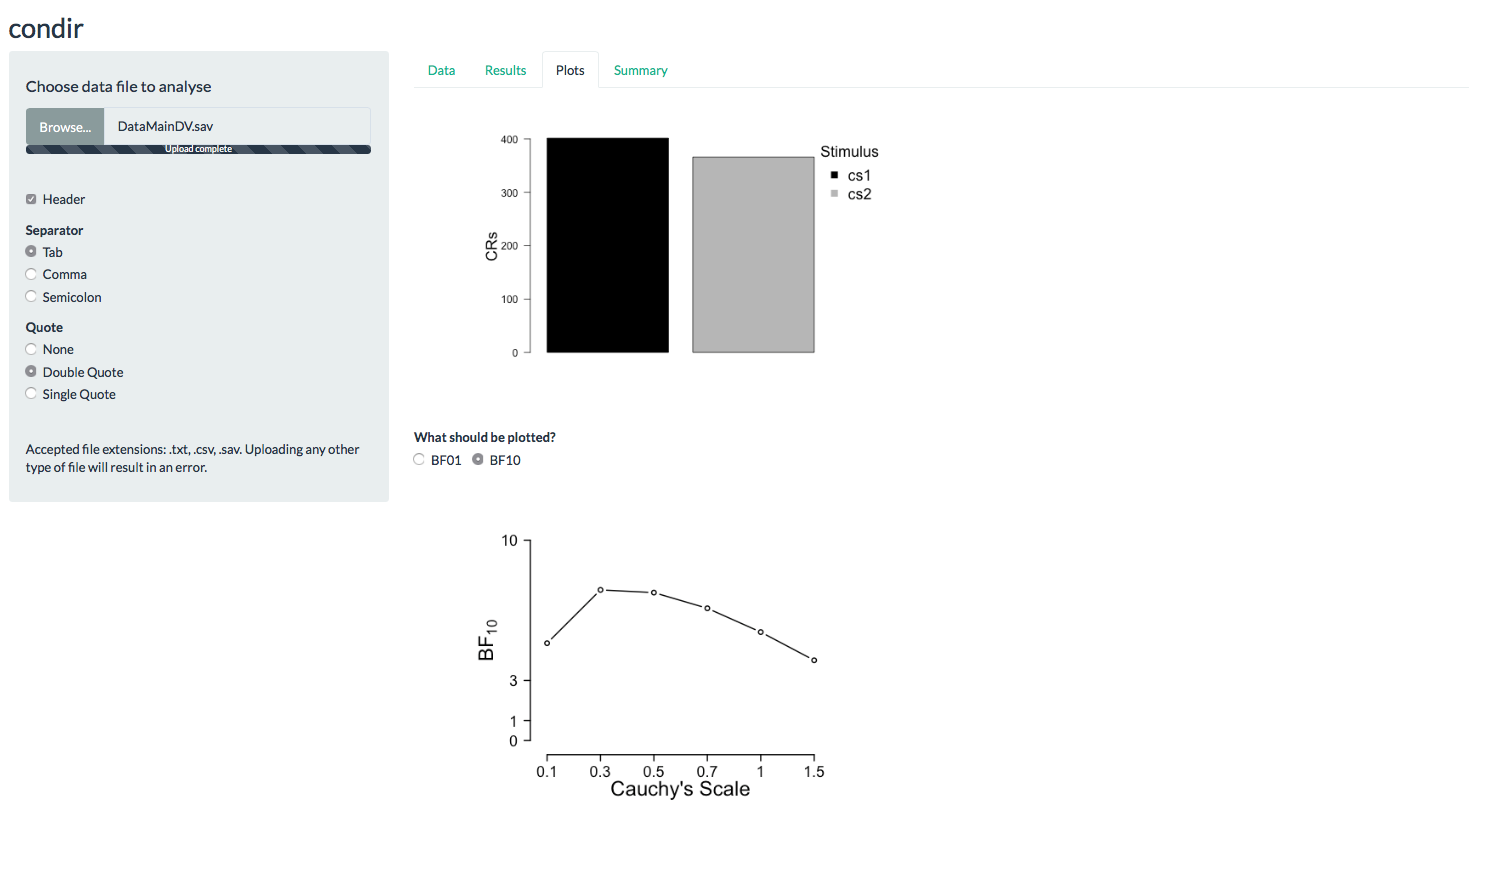 condir
Choose data file to analyse
Browse...
DataMainDV.sav
Upload complete
Header
Separator
Tab
Comma
Semicolon
Quote
None
Double Quote
Single Quote
Accepted file extensions: .txt, .csv, .sav. Uploading any other
type of file will result in an error.
Data Results Plots Summary
400
300
200
100
0
CRs
Stimulus
cs1
cs2
What should be plotted?
BF01 BF10
10
3
1
0
BF10
0.1 0.3 0.5 0.7 1 1.5
Cauchy's Scale